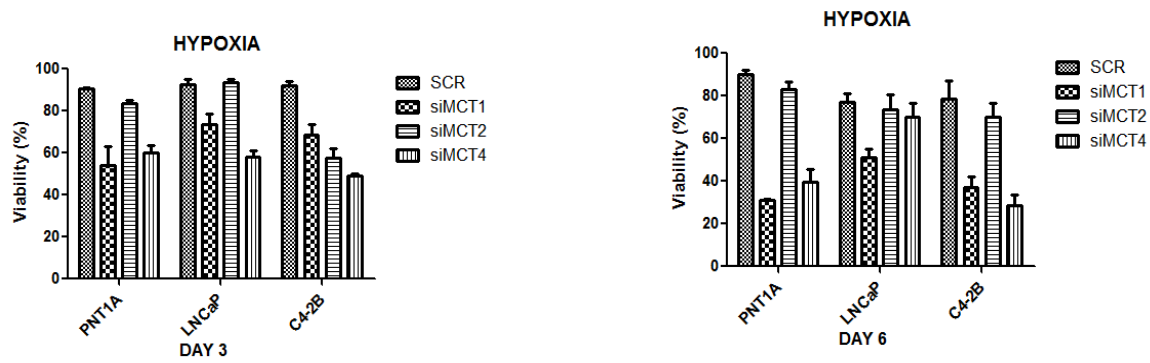 HYPOXIA
Viability (%)
100
80
60
40
20
0
PNT1A
LNCaP
C4-2B
DAY 3
SCR
siMCT1
siMCT2
siMCT4
HYPOXIA
Viability (%)
100
80
60
40
20
0
PNT1A
LNCaP
C4-2B
DAY 6
SCR
siMCT1
siMCT2
siMCT4